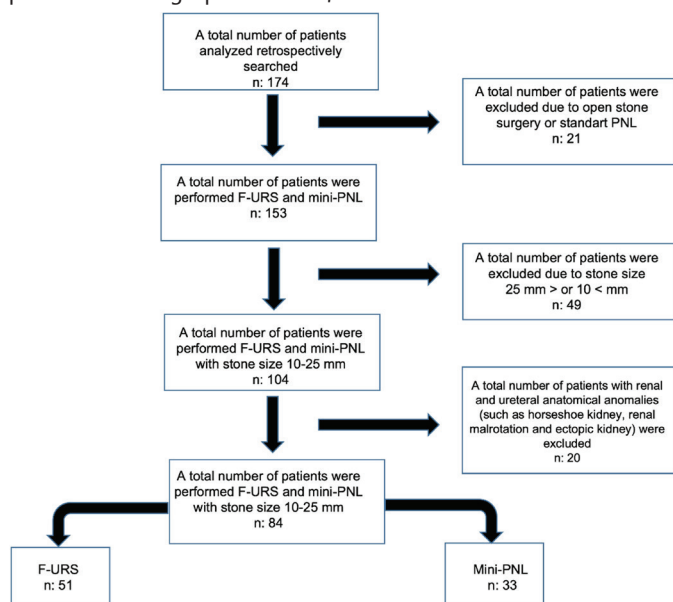 A total number of patients
analyzed retrospectively
searched
n: 174
A total number of patients were
excluded due to open stone
surgery or standart PNL
n: 21
A total number of patients were
performed F-URS and mini-PNL
n: 153
A total number of patients were
excluded due to stone size
25 mm > or 10 < mm
n: 49
A total number of patients were
performed F-URS and mini-PNL
with stone size 10-25 mm
n: 104
A total number of patients with renal
and ureteral anatomical anomalies
(such as horseshoe kidney, renal
malrotation and ectopic kidney) were
excluded
n: 20
A total number of patients were
performed F-URS and mini-PNL
with stone size 10-25 mm
n: 84
F-URS
n: 51
Mini-PNL
n: 33